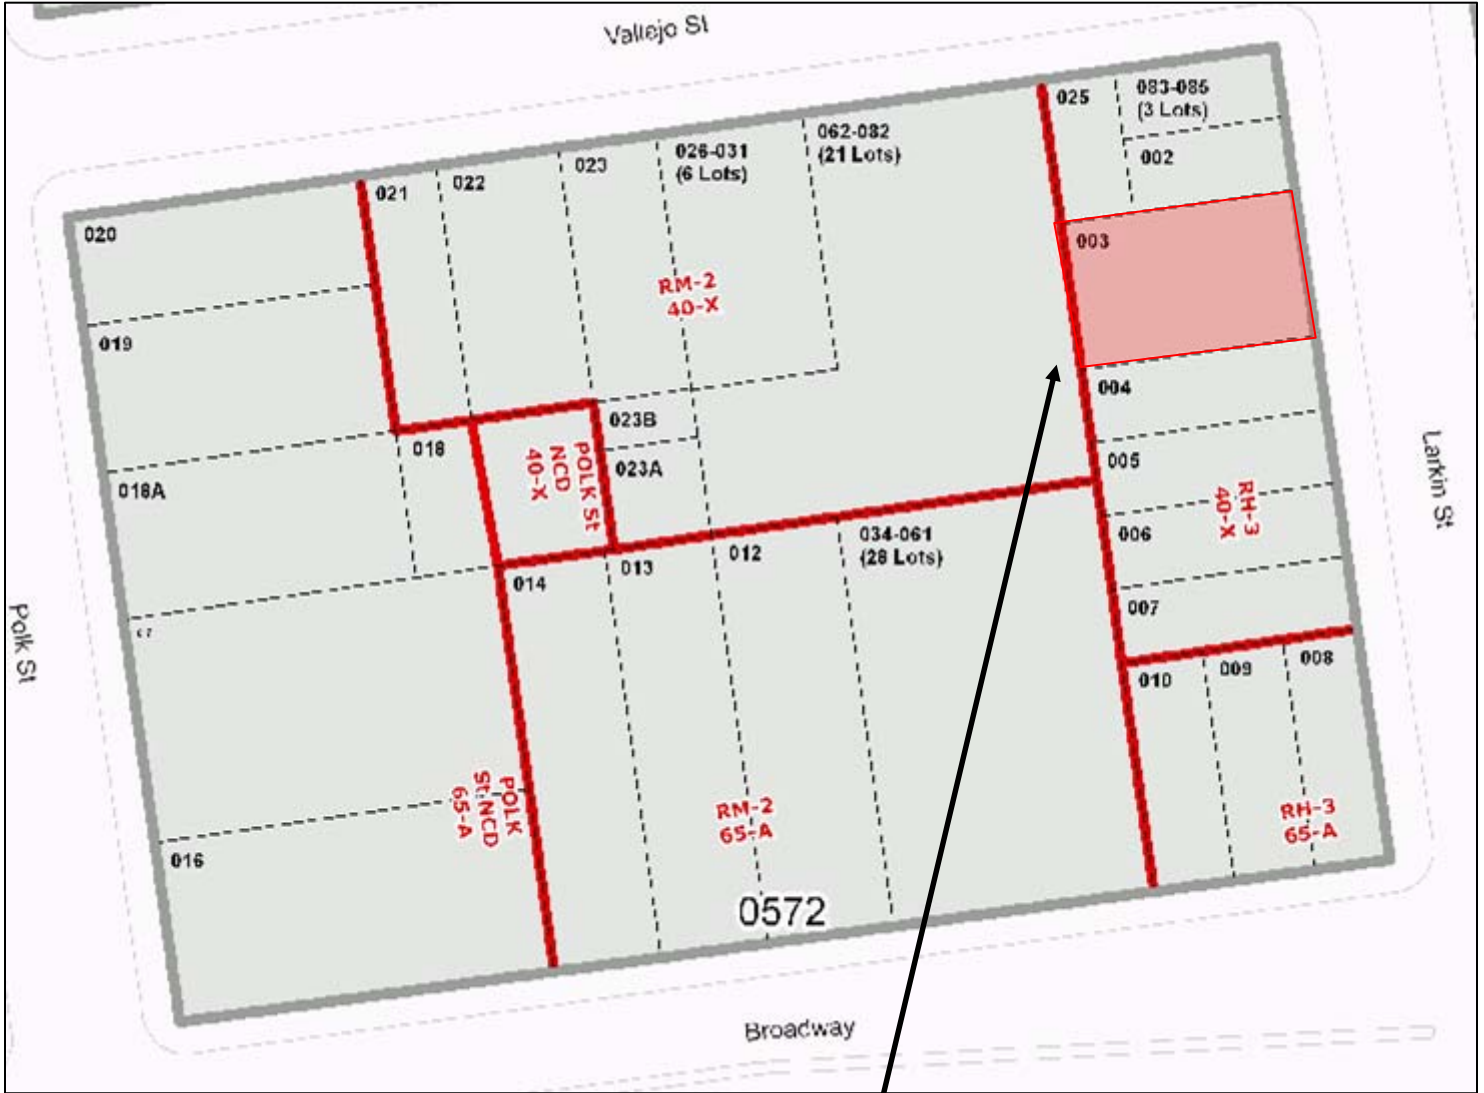 Vallejo St
025
083-085
(3 Lots)
002
062-082
(21 Lots)
026-031
(6 Lots)
023
022
021
020
003
RM-2
40-X
019
004
023B
018
023A
POLK St
NCD
40-X
005
018A
RH-3
40-X
Larkin St
006
034-061
(28 Lots)
012
013
014
007
Polk St
008
009
010
POLK
St NCD
65-A
RM-2
65-A
RH-3
65-A
016
0572
Broadway